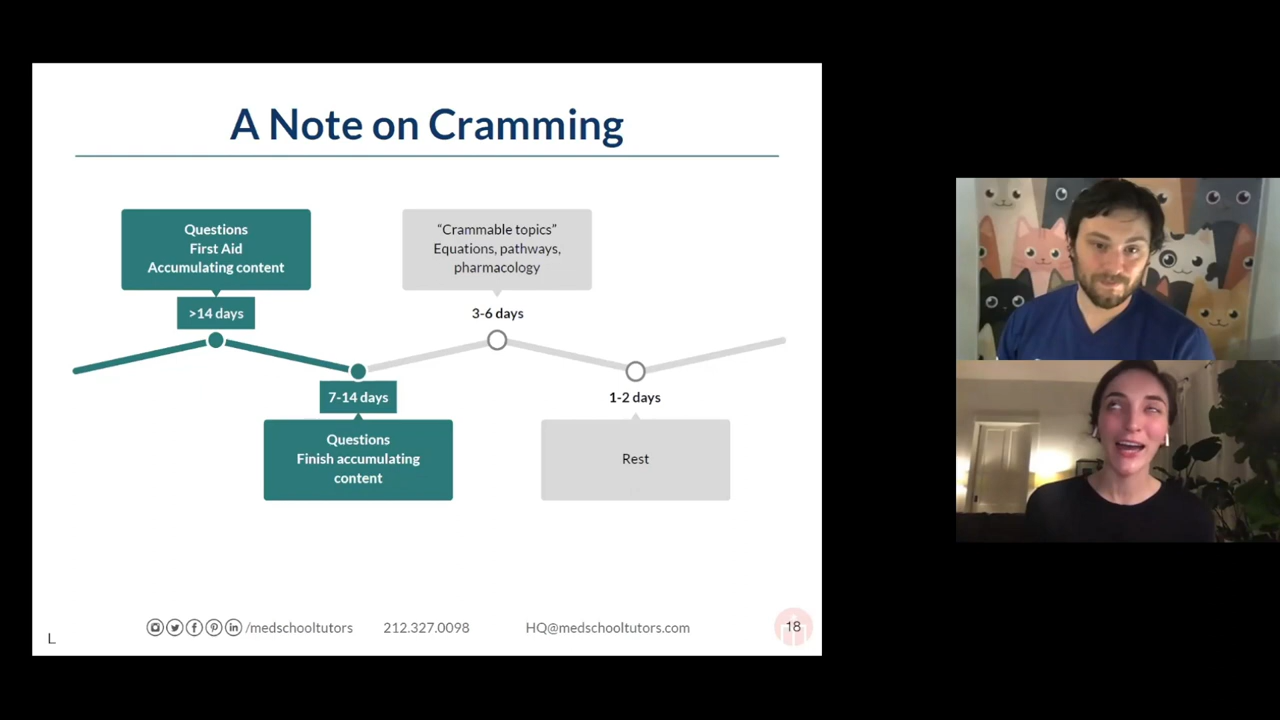 A Note on Cramming
Questions
First Aid
Accumulating content
>14 days
7-14 days
Questions
Finish accumulating
content
“Crammable topics”
Equations, pathways,
pharmacology
3-6 days
1-2 days
Rest
/medschooltutors 212.327.0098 HQ@medschooltutors.com 18
L